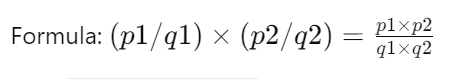 Formula: (p1/q1) × (p2/q2) = p1×p2 / q1×q2